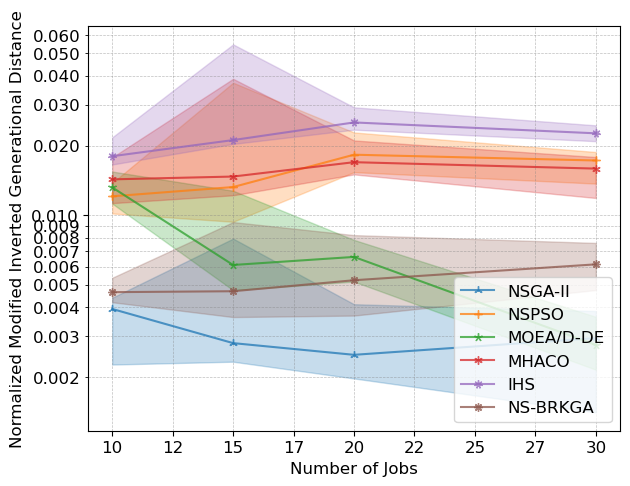 Normalized Modified Inverted Generational Distance
0.060
0.050
0.040
0.030
0.020
0.010
0.009
0.008
0.007
0.006
0.005
0.004
0.003
0.002
NSGA-II
NSPSO
MOEA/D-DE
MHACO
IHS
NS-BRKGA
10 12 15 17 20 22 25 27 30
Number of Jobs